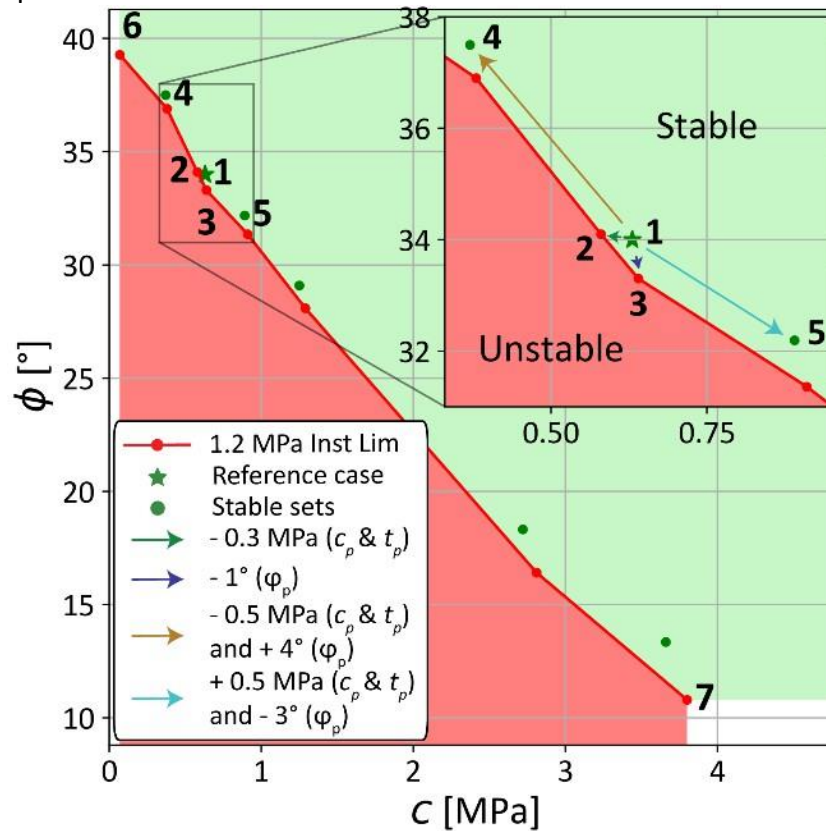 6
40
35
30
25
20
15
10
ϕ [°]
0
1
2
3
4
c [MPa]
4
2
1
3
5
7
38
36
34
32
0.50
0.75
4
Stable
1
2
3
5
Unstable
1.2 MPa Inst Lim
Reference case
Stable sets
- 0.3 MPa (cₚ & tₚ)
- 1° (φₚ)
- 0.5 MPa (cₚ & tₚ)
and + 4° (φₚ)
+ 0.5 MPa (cₚ & tₚ)
and - 3° (φₚ)